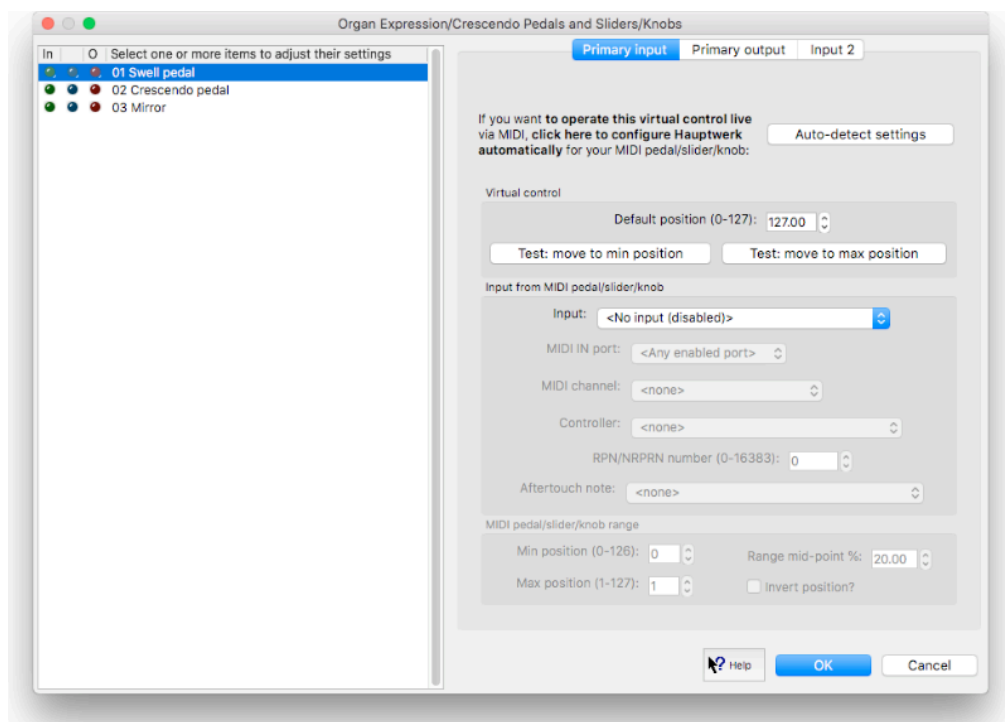 Organ Expression/Crescendo Pedals and Sliders/Knobs
In O Select one or more items to adjust their settings
01 Swell pedal
02 Crescendo pedal
03 Mirror
Primary input Primary output Input 2
If you want to operate this virtual control live
via MIDI, click here to configure Hauptwerk
automatically for your MIDI pedal/slider/knob:
Auto-detect settings
Virtual control
Default position (0-127): 127.00
Test: move to min position Test: move to max position
Input from MIDI pedal/slider/knob
Input: <No input (disabled)>
MIDI IN port: <Any enabled port>
MIDI channel: <none>
Controller: <none>
RPN/NRPRN number (0-16383): 0
Aftertouch note: <none>
MIDI pedal/slider/knob range
Min position (0-126): 0 Range mid-point %: 20.00
Max position (1-127): 1 Invert position?
? Help OK Cancel